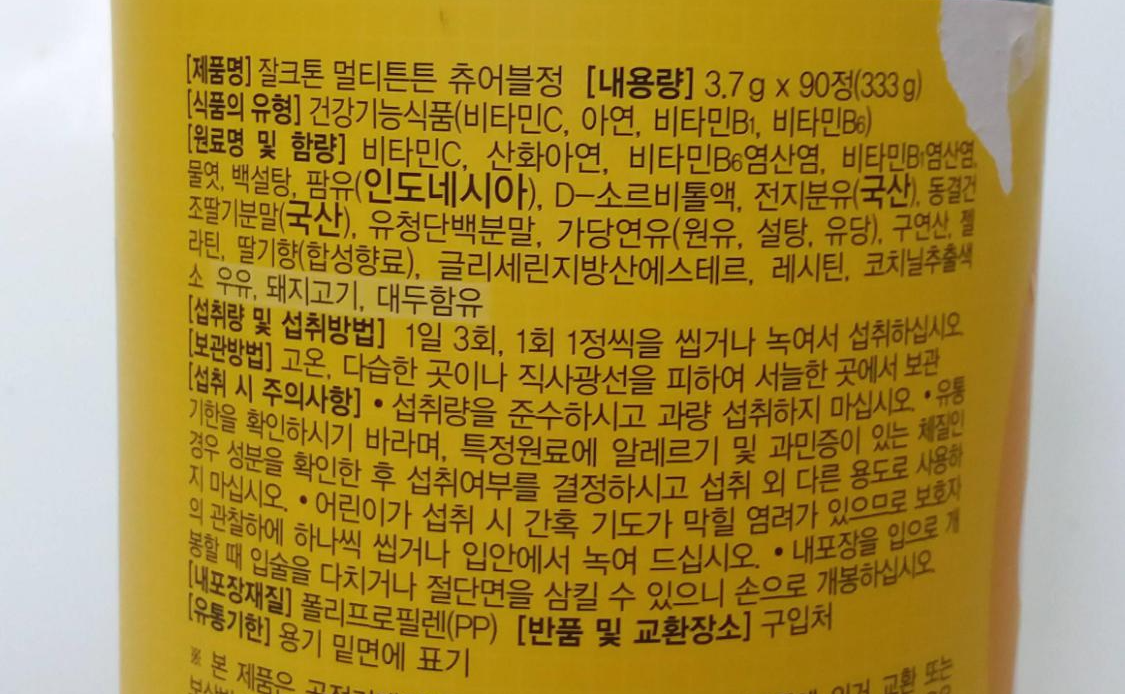 [제품명] 잘크톤 멀티튼튼 츄어블정 [내용량] 3.7g x 90정(333g)
[식품의 유형] 건강기능식품(비타민C, 아연, 비타민B1, 비타민B6)
[원료명 및 함량] 비타민C, 산화아연, 비타민B6염산염, 비타민B1염산염,
물엿, 백설탕, 팜유(인도네시아), D-소르비톨액, 전지분유(국산), 동결건
조딸기분말(국산), 유청단백분말, 가당연유(원유, 설탕, 유당), 구연산, 젤
라틴, 딸기향(합성향료), 글리세린지방산에스테르, 레시틴, 코치닐추출색
소 우유, 돼지고기, 대두함유
[섭취량 및 섭취방법] 1일 3회, 1회 1정씩을 씹거나 녹여서 섭취하십시오
[보관방법] 고온, 다습한 곳이나 직사광선을 피하여 서늘한 곳에서 보관
[섭취 시 주의사항] • 섭취량을 준수하시고 과량 섭취하지 마십시오. • 유통
기한을 확인하시기 바라며, 특정원료에 알레르기 및 과민증이 있는 체질인
경우 성분을 확인한 후 섭취여부를 결정하시고 섭취 외 다른 용도로 사용하
지 마십시오. • 어린이가 섭취 시 간혹 기도가 막힐 염려가 있으므로 보호자
의 관찰하에 하나씩 씹거나 입안에서 녹여 드십시오. • 내포장을 입으로 개
봉할 때 입술을 다치거나 절단면을 삼킬 수 있으니 손으로 개봉하십시오
[내포장재질] 폴리프로필렌(PP) [반품 및 교환장소] 구입처
[유통기한] 용기 밑면에 표기
※ 본 제품은 교환 또는